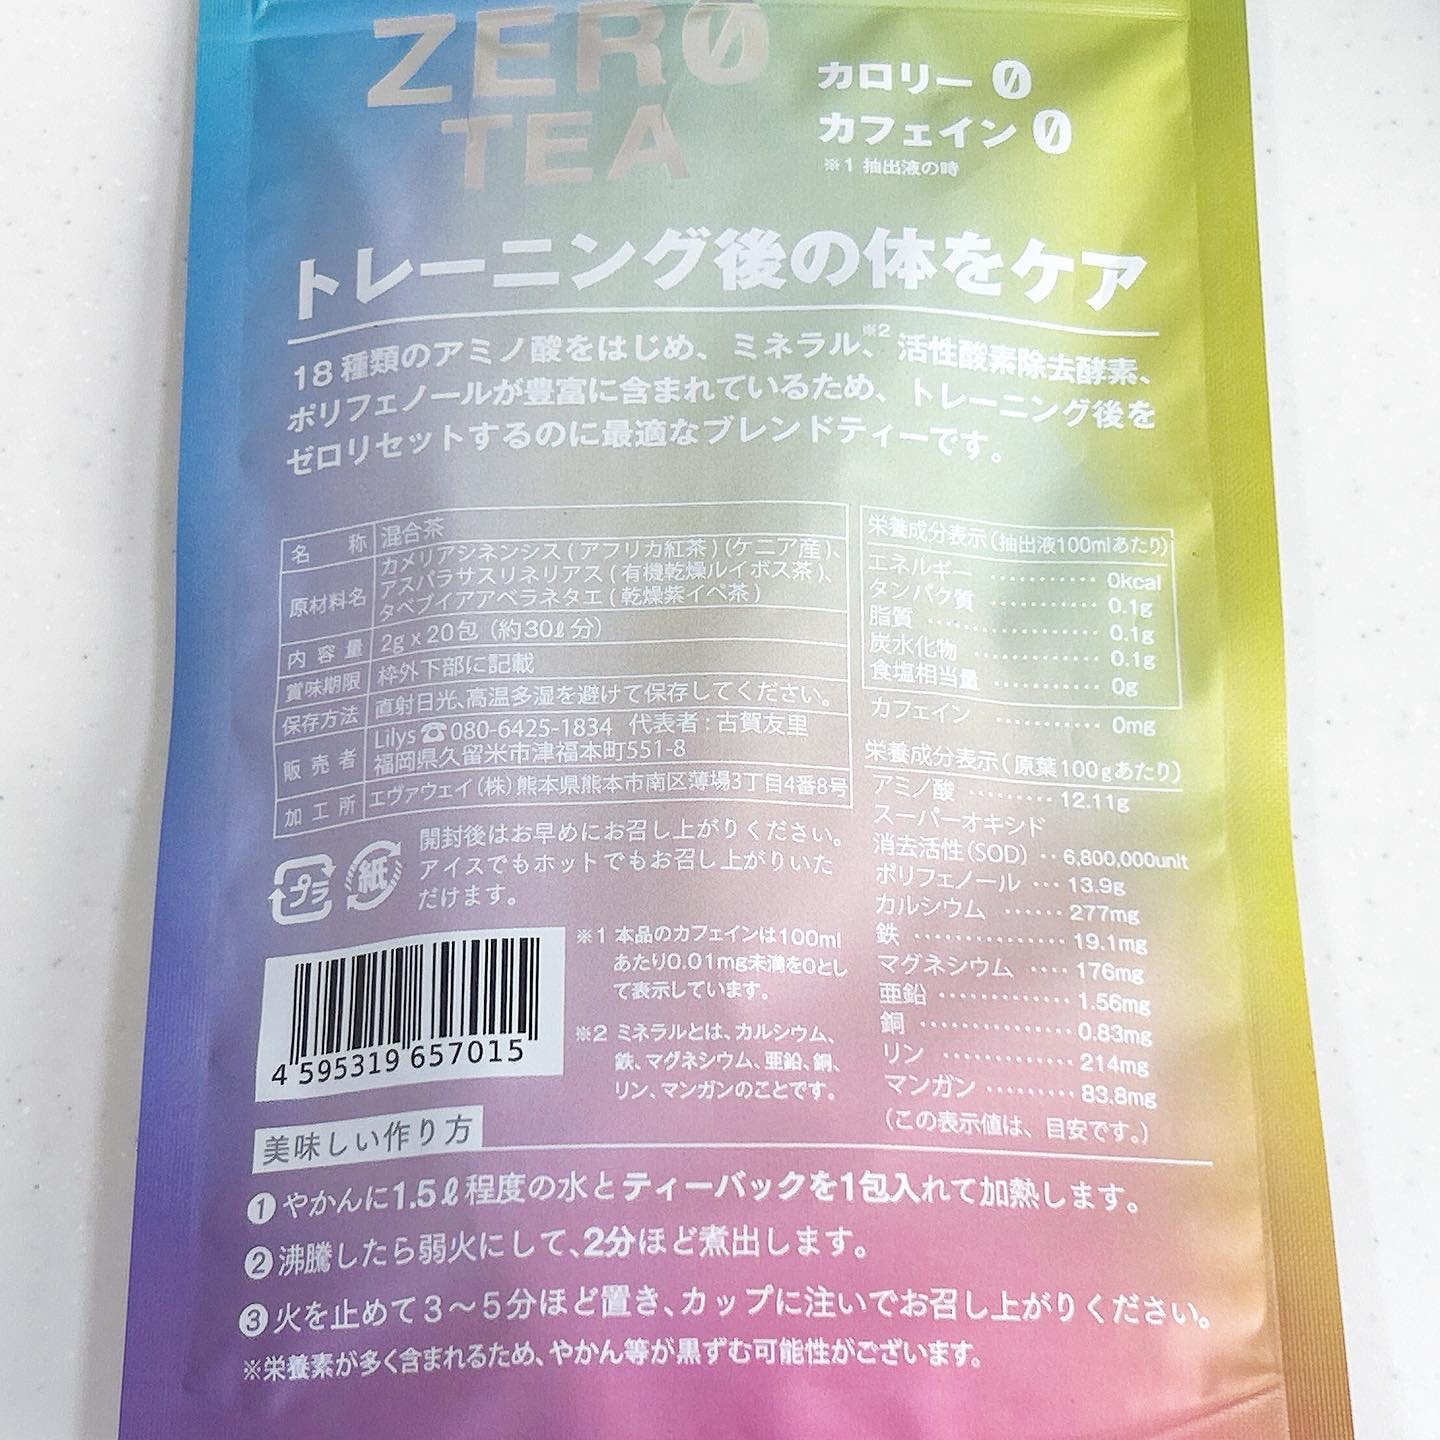 ZERO
TEA
カロリー 0
カフェイン 0
※1 抽出液の時
トレーニング後の体をケア
18種類のアミノ酸をはじめ、ミネラル、※2 活性酸素除去酵素、
ポリフェノールが豊富に含まれているため、トレーニング後を
ゼロリセットするのに最適なブレンドティーです。
名称 混合茶
原材料名 カメリアシネンシス(アフリカ紅茶)(ケニア産)、
アスパラサスリネリアス(有機乾燥ルイボス茶)、
タベブイアアベラネタエ(乾燥紫イペ茶)
内容量 2g x 20包 (約30ℓ分)
賞味期限 枠外下部に記載
保存方法 直射日光、高温多湿を避けて保存してください。
販売者 Lilys ☎080-6425-1834 代表者:古賀友里
福岡県久留米市津福本町551-8
加工所 エヴァウェイ(株)熊本県熊本市南区薄場3丁目4番8号
栄養成分表示(抽出液100mlあたり)
エネルギー ………… 0kcal
タンパク質 ………… 0.1g
脂質 ……………… 0.1g
炭水化物 ………… 0.1g
食塩相当量 ………… 0g
カフェイン ………… 0mg
栄養成分表示(原葉100gあたり)
アミノ酸 ……… 12.11g
スーパーオキシド
消去活性(SOD) ‥ 6,800,000unit
ポリフェノール … 13.9g
カルシウム …… 277mg
鉄 …………… 19.1mg
マグネシウム ‥‥ 176mg
亜鉛 ………… 1.56mg
銅 …………… 0.83mg
リン ………… 214mg
マンガン ……… 83.8mg
(この表示値は、目安です。)
プラ
紙
開封後はお早めにお召し上がりください。
アイスでもホットでもお召し上がりいた
だけます。
4 595319 657015
※1 本品のカフェインは100ml
あたり0.01mg未満を0とし
て表示しています。
※2 ミネラルとは、カルシウム、
鉄、マグネシウム、亜鉛、銅、
リン、マンガンのことです。
美味しい作り方
❶ やかんに1.5ℓ程度の水とティーバックを1包入れて加熱します。
❷ 沸騰したら弱火にして、2分ほど煮出します。
❸ 火を止めて3〜5分ほど置き、カップに注いでお召し上がりください。
※栄養素が多く含まれるため、やかん等が黒ずむ可能性がございます。